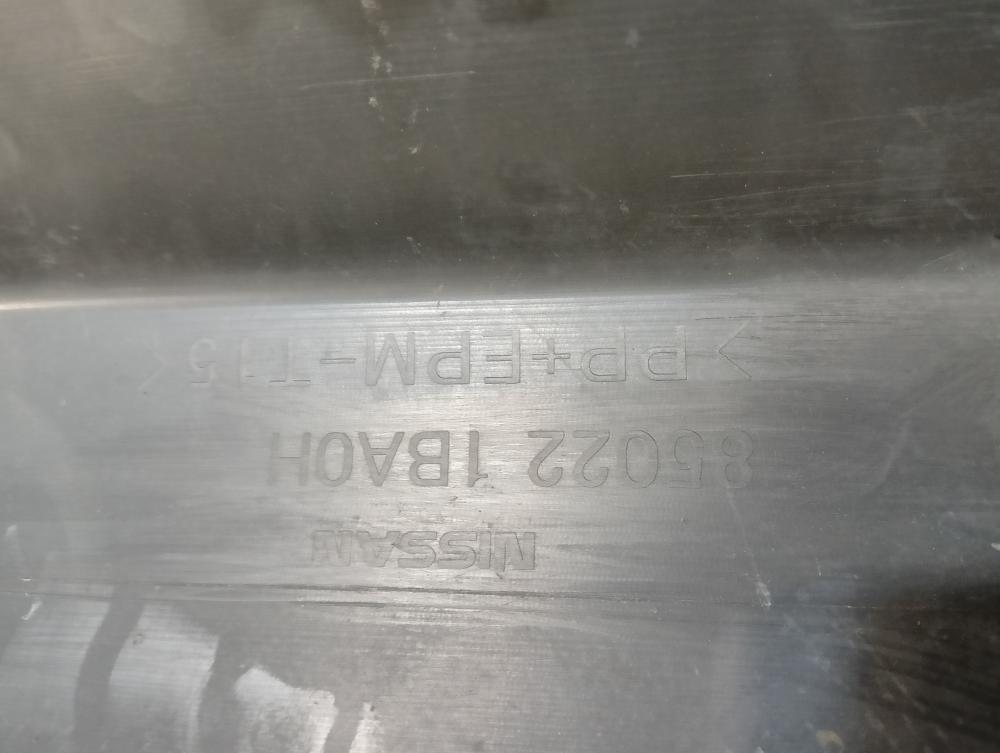 NISSAN
85022 1BA0H
>PP+EPM-T15<